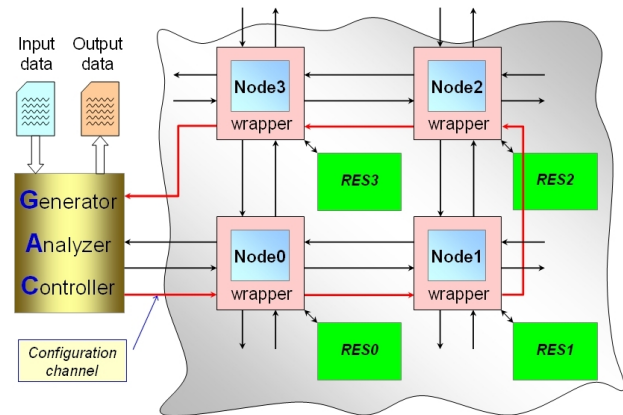 Input
data
Output
data
Node3
wrapper
Node2
wrapper
RES3
RES2
Generator
Analyzer
Controller
Node0
wrapper
Node1
wrapper
Configuration
channel
RES0
RES1